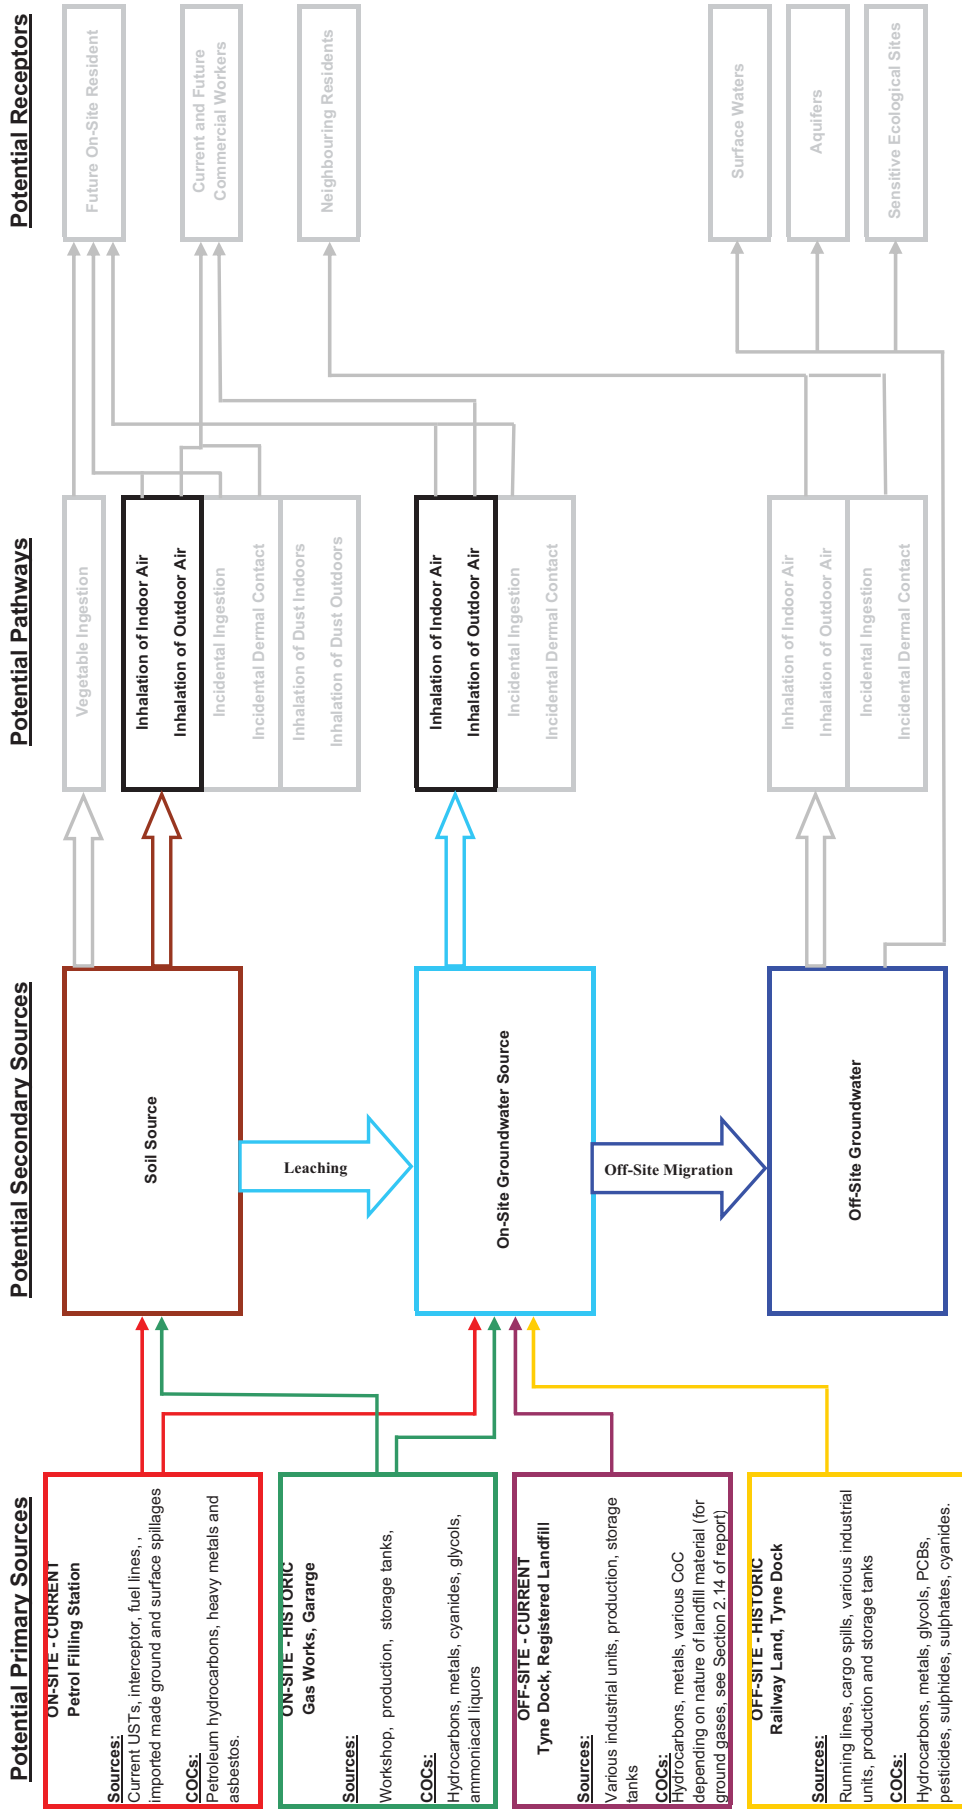 Potential Primary Sources
ON-SITE - CURRENT
Petrol Filling Station
Sources:
Current USTs, interceptor, fuel lines, ,
imported made ground and surface spillages
COCs:
Petroleum hydrocarbons, heavy metals and
asbestos.
ON-SITE - HISTORIC
Gas Works, Gargarge
Sources:
Workshop, production, storage tanks,
COCs:
Hydrocarbons, metals, cyanides, glycols,
ammoniacal liquors
OFF-SITE - CURRENT
Tyne Dock, Registered Landfill
Sources:
Various industrial units, production, storage
tanks
COCs:
Hydrocarbons, metals, various CoC
depending on nature of landfill material (for
ground gases, see Section 2.14 of report)
OFF-SITE - HISTORIC
Railway Land, Tyne Dock
Sources:
Running lines, cargo spills, various industrial
units, production and storage tanks
COCs:
Hydrocarbons, metals, glycols, PCBs,
pesticides, sulphides, sulphates, cyanides.
Potential Secondary Sources
Soil Source
Leaching
On-Site Groundwater Source
Off-Site Migration
Off-Site Groundwater
Potential Pathways
Vegetable Ingestion
Inhalation of Indoor Air
Inhalation of Outdoor Air
Incidental Ingestion
Incidental Dermal Contact
Inhalation of Dust Indoors
Inhalation of Dust Outdoors
Inhalation of Indoor Air
Inhalation of Outdoor Air
Incidental Ingestion
Incidental Dermal Contact
Inhalation of Indoor Air
Inhalation of Outdoor Air
Incidental Ingestion
Incidental Dermal Contact
Potential Receptors
Future On-Site Resident
Current and Future
Commercial Workers
Neighbouring Residents
Surface Waters
Aquifers
Sensitive Ecological Sites